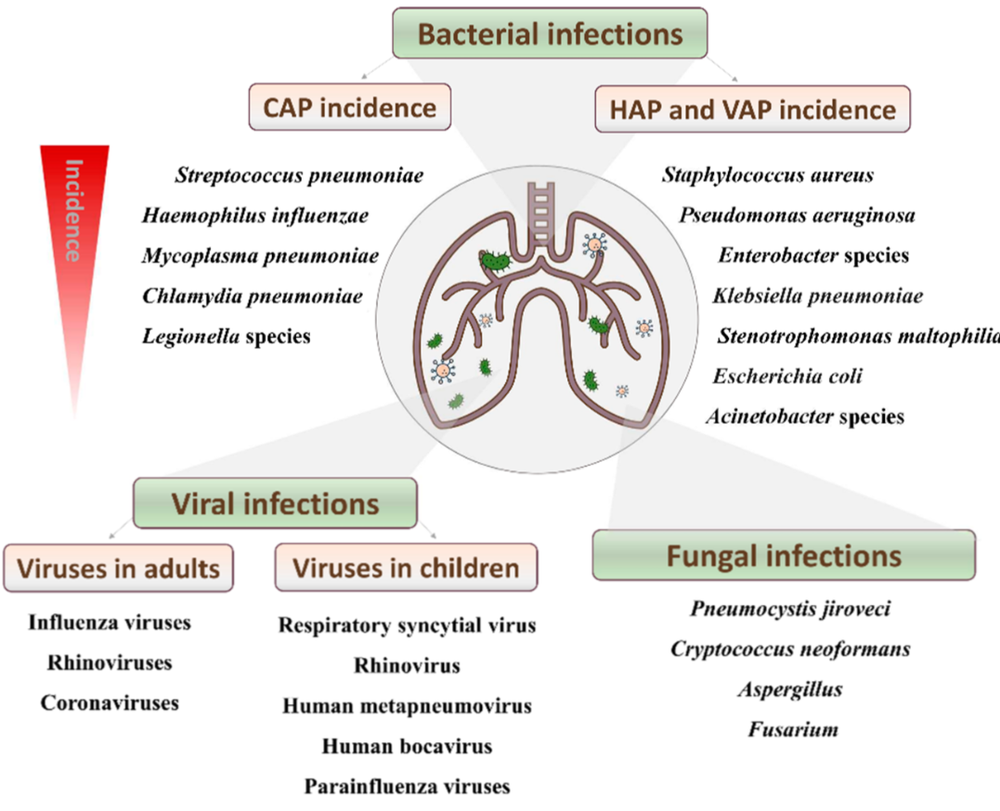 Bacterial infections
CAP incidence
HAP and VAP incidence
Incidence
Streptococcus pneumoniae
Haemophilus influenzae
Mycoplasma pneumoniae
Chlamydia pneumoniae
Legionella species
Staphylococcus aureus
Pseudomonas aeruginosa
Enterobacter species
Klebsiella pneumoniae
Stenotrophomonas maltophilia
Escherichia coli
Acinetobacter species
Viral infections
Viruses in adults
Influenza viruses
Rhinoviruses
Coronaviruses
Viruses in children
Respiratory syncytial virus
Rhinovirus
Human metapneumovirus
Human bocavirus
Parainfluenza viruses
Fungal infections
Pneumocystis jiroveci
Cryptococcus neoformans
Aspergillus
Fusarium